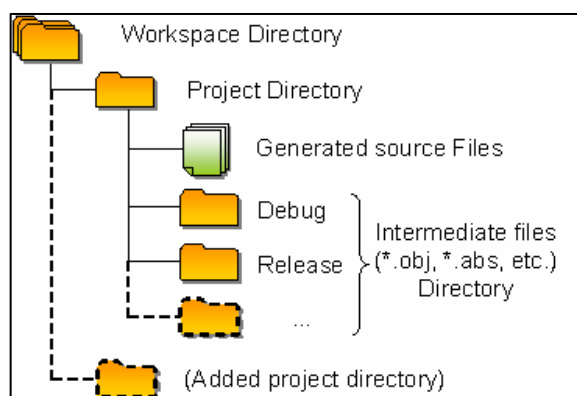 Workspace Directory
Project Directory
Generated source Files
Debug
Release
...
Intermediate files
(*.obj, *.abs, etc.)
Directory
(Added project directory)